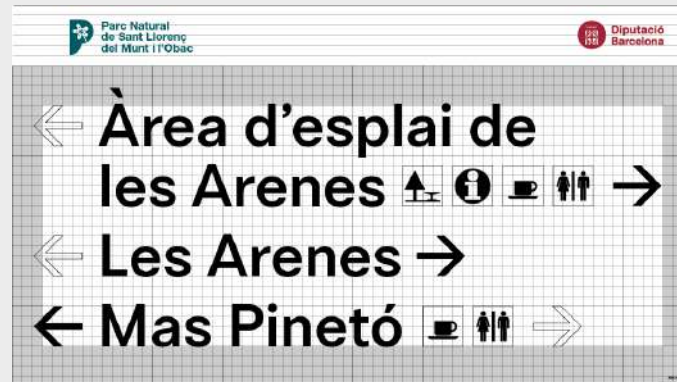 Parc Natural
de Sant Llorenç
del Munt i l'Obac
Diputació
Barcelona
← Àrea d'esplai de
les Arenes →
← Les Arenes →
← Mas Pinetó →